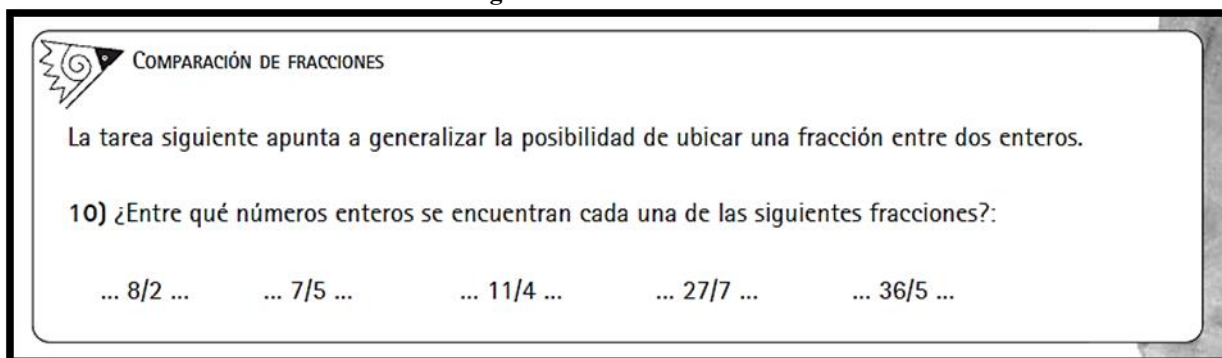 COMPARACIÓN DE FRACCIONES
La tarea siguiente apunta a generalizar la posibilidad de ubicar una fracción entre dos enteros.
10) ¿Entre qué números enteros se encuentran cada una de las siguientes fracciones?:
... 8/2 ... ... 7/5 ... ... 11/4 ... ... 27/7 ... ... 36/5 ...